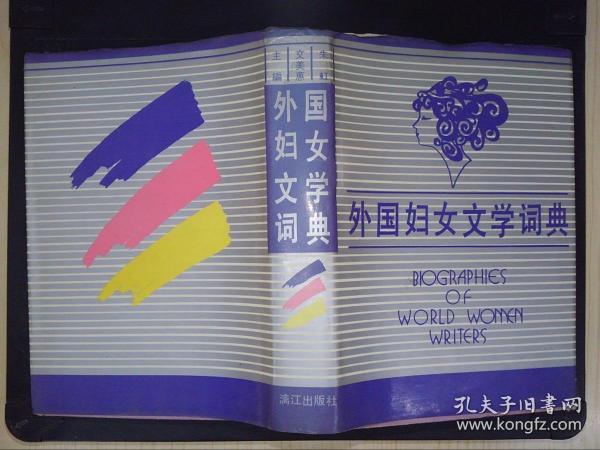 朱虹
文美惠
主编
外国
妇女
文学
词典
漓江出版社
外国妇女文学词典
BIOGRAPHIES
OF
WORLD WOMEN
WRITERS
孔夫子旧书网
www.kongfz.com